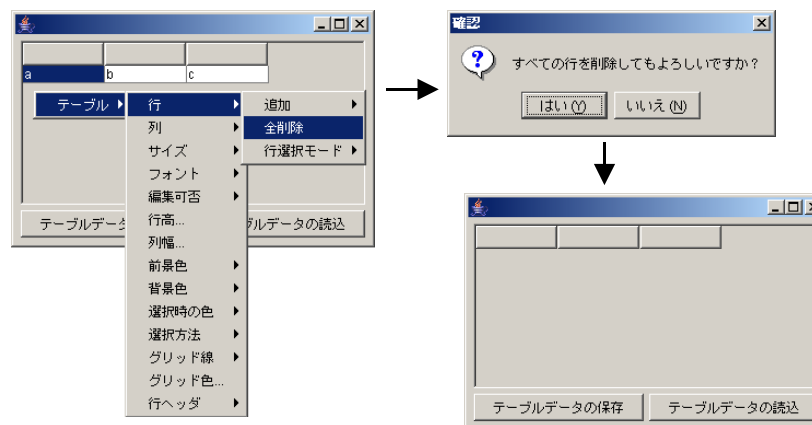 a b c
テーブル 行 追加
列 全削除
サイズ 行選択モード
フォント
編集可否
行高...
列幅...
前景色
背景色
選択時の色
選択方法
グリッド線
グリッド色...
行ヘッダ
テーブルデータ ブルデータの読込
確認
すべての行を削除してもよろしいですか？
はい(Y) いいえ(N)
テーブルデータの保存 テーブルデータの読込